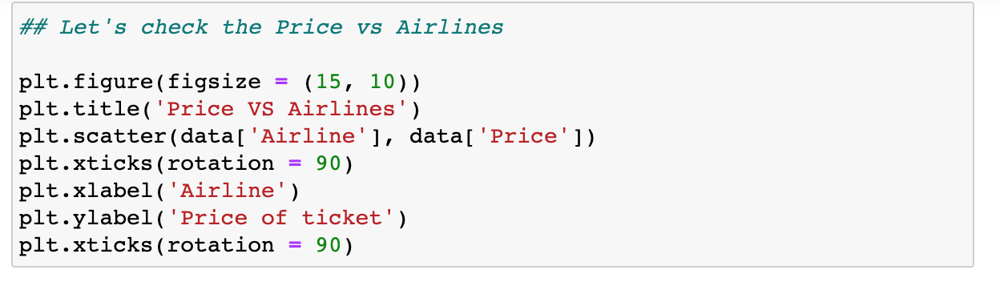 ## Let's check the Price vs Airlines
plt.figure(figsize = (15, 10))
plt.title('Price VS Airlines')
plt.scatter(data['Airline'], data['Price'])
plt.xticks(rotation = 90)
plt.xlabel('Airline')
plt.ylabel('Price of ticket')
plt.xticks(rotation = 90)